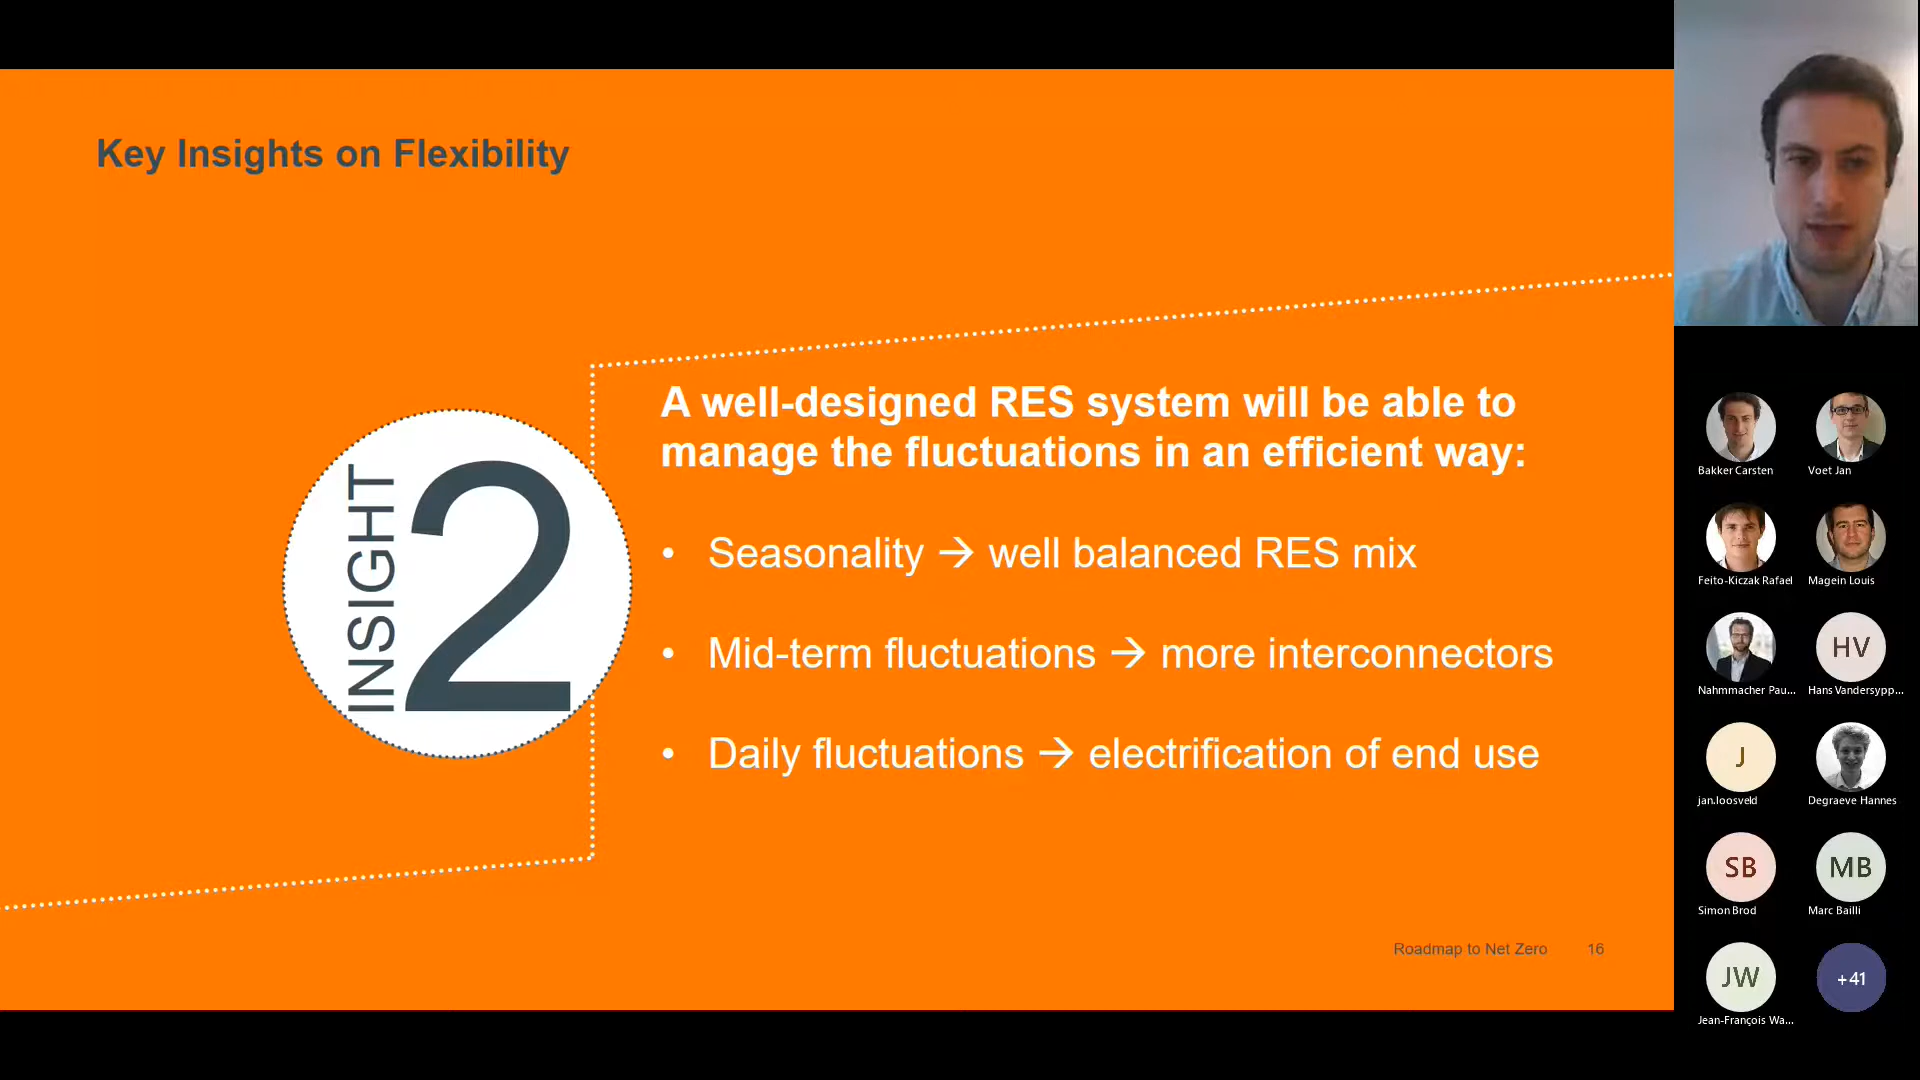 Key Insights on Flexibility
INSIGHT
2
A well-designed RES system will be able to
manage the fluctuations in an efficient way:
• Seasonality → well balanced RES mix
• Mid-term fluctuations → more interconnectors
• Daily fluctuations → electrification of end use
Roadmap to Net Zero 16
Bakker Carsten
Voet Jan
Feito-Kiczak Rafael
Magein Louis
Nahmmacher Pau...
HV
Hans Vandersypp...
J
jan.loosveld
Degraeve Hannes
SB
Simon Brod
MB
Marc Bailli
JW
Jean-François Wa...
+41